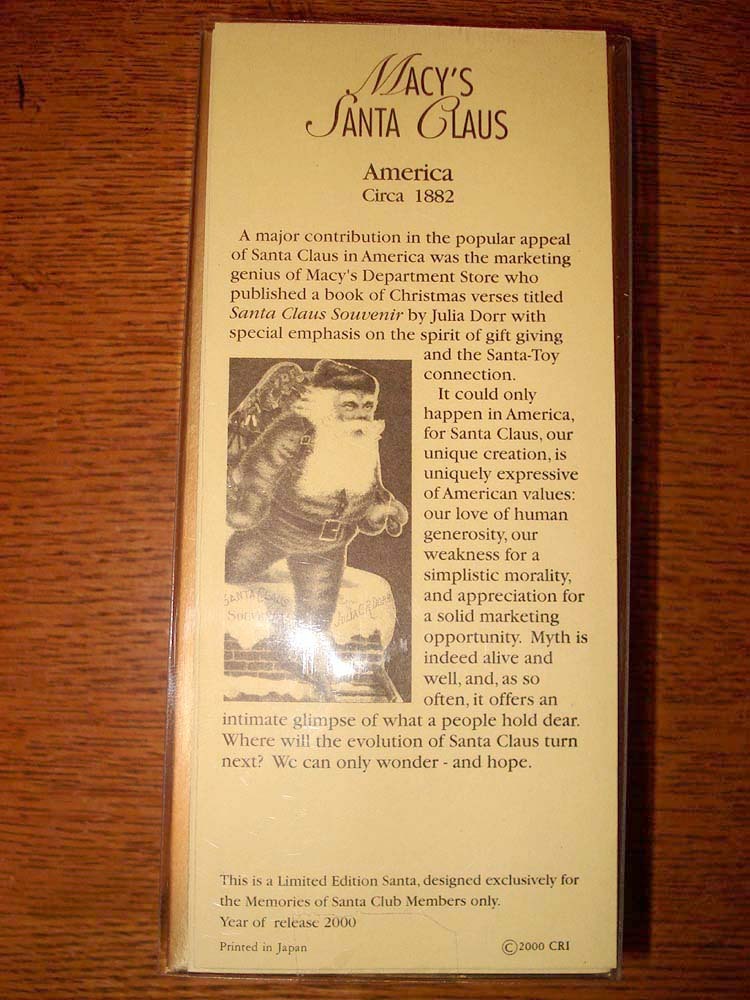 MACY'S
SANTA CLAUS
America
Circa 1882
A major contribution in the popular appeal
of Santa Claus in America was the marketing
genius of Macy's Department Store who
published a book of Christmas verses titled
Santa Claus Souvenir by Julia Dorr with
special emphasis on the spirit of gift giving
and the Santa-Toy
connection.
It could only
happen in America,
for Santa Claus, our
unique creation, is
uniquely expressive
of American values:
our love of human
generosity, our
weakness for a
simplistic morality,
and appreciation for
a solid marketing
opportunity. Myth is
indeed alive and
well, and, as so
often, it offers an
intimate glimpse of what a people hold dear.
Where will the evolution of Santa Claus turn
next? We can only wonder - and hope.
SANTA CLAUS
JULIA C.R. DORR
This is a Limited Edition Santa, designed exclusively for
the Memories of Santa Club Members only.
Year of release 2000
Printed in Japan
©2000 CRI